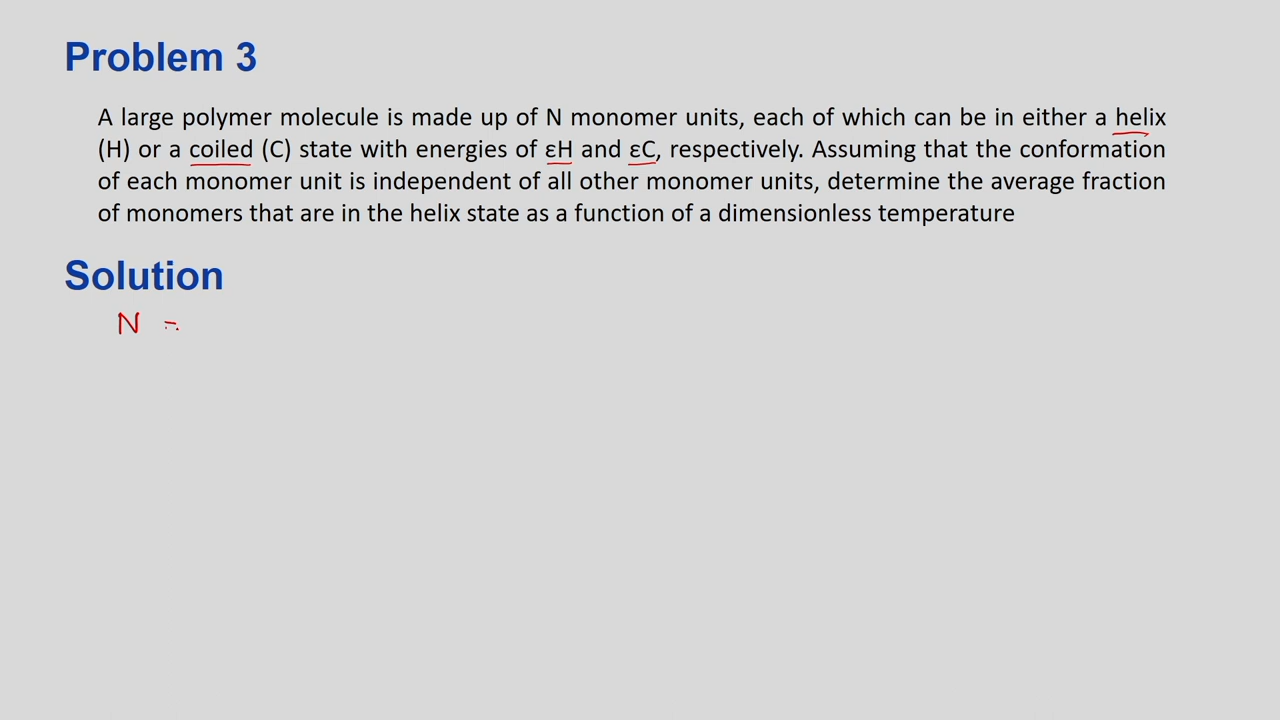 Problem 3
A large polymer molecule is made up of N monomer units, each of which can be in either a helix
(H) or a coiled (C) state with energies of εH and εC, respectively. Assuming that the conformation
of each monomer unit is independent of all other monomer units, determine the average fraction
of monomers that are in the helix state as a function of a dimensionless temperature
Solution
N =